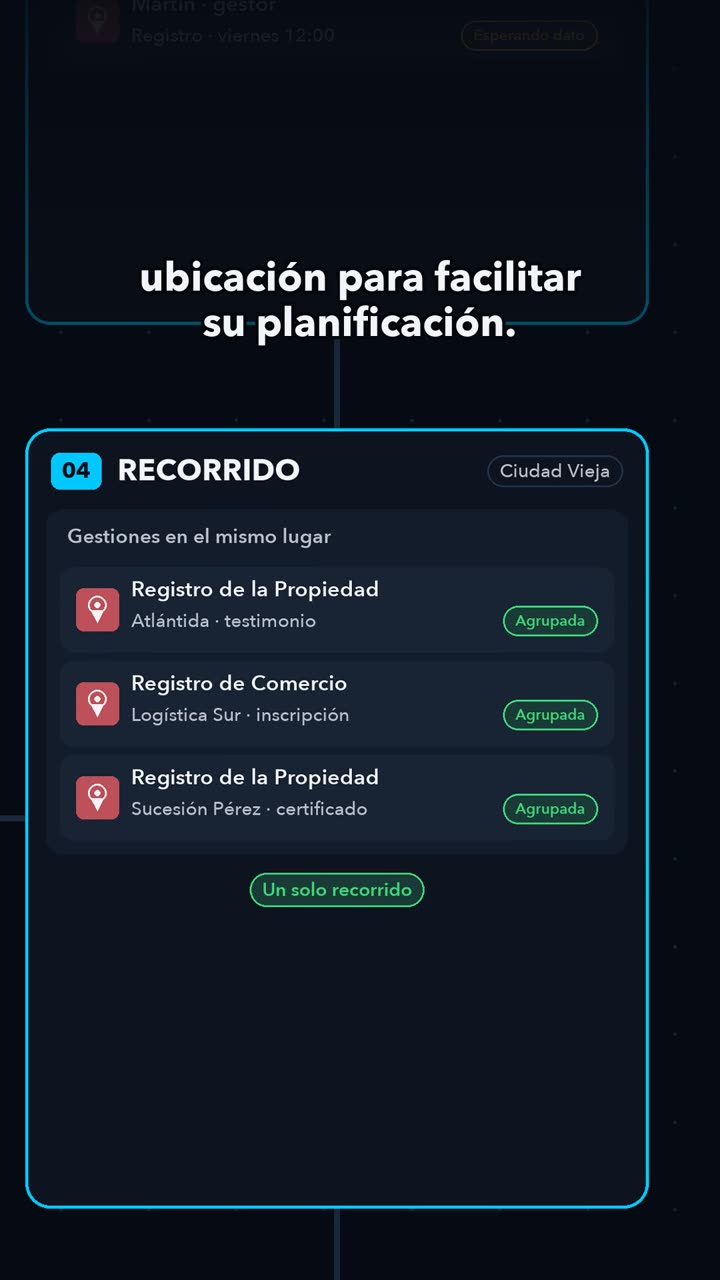 Martín · gestor
Registro · viernes 12:00
Esperando dato
ubicación para facilitar
su planificación.
04
RECORRIDO
Ciudad Vieja
Gestiones en el mismo lugar
Registro de la Propiedad
Atlántida · testimonio
Agrupada
Registro de Comercio
Logística Sur · inscripción
Agrupada
Registro de la Propiedad
Sucesión Pérez · certificado
Agrupada
Un solo recorrido